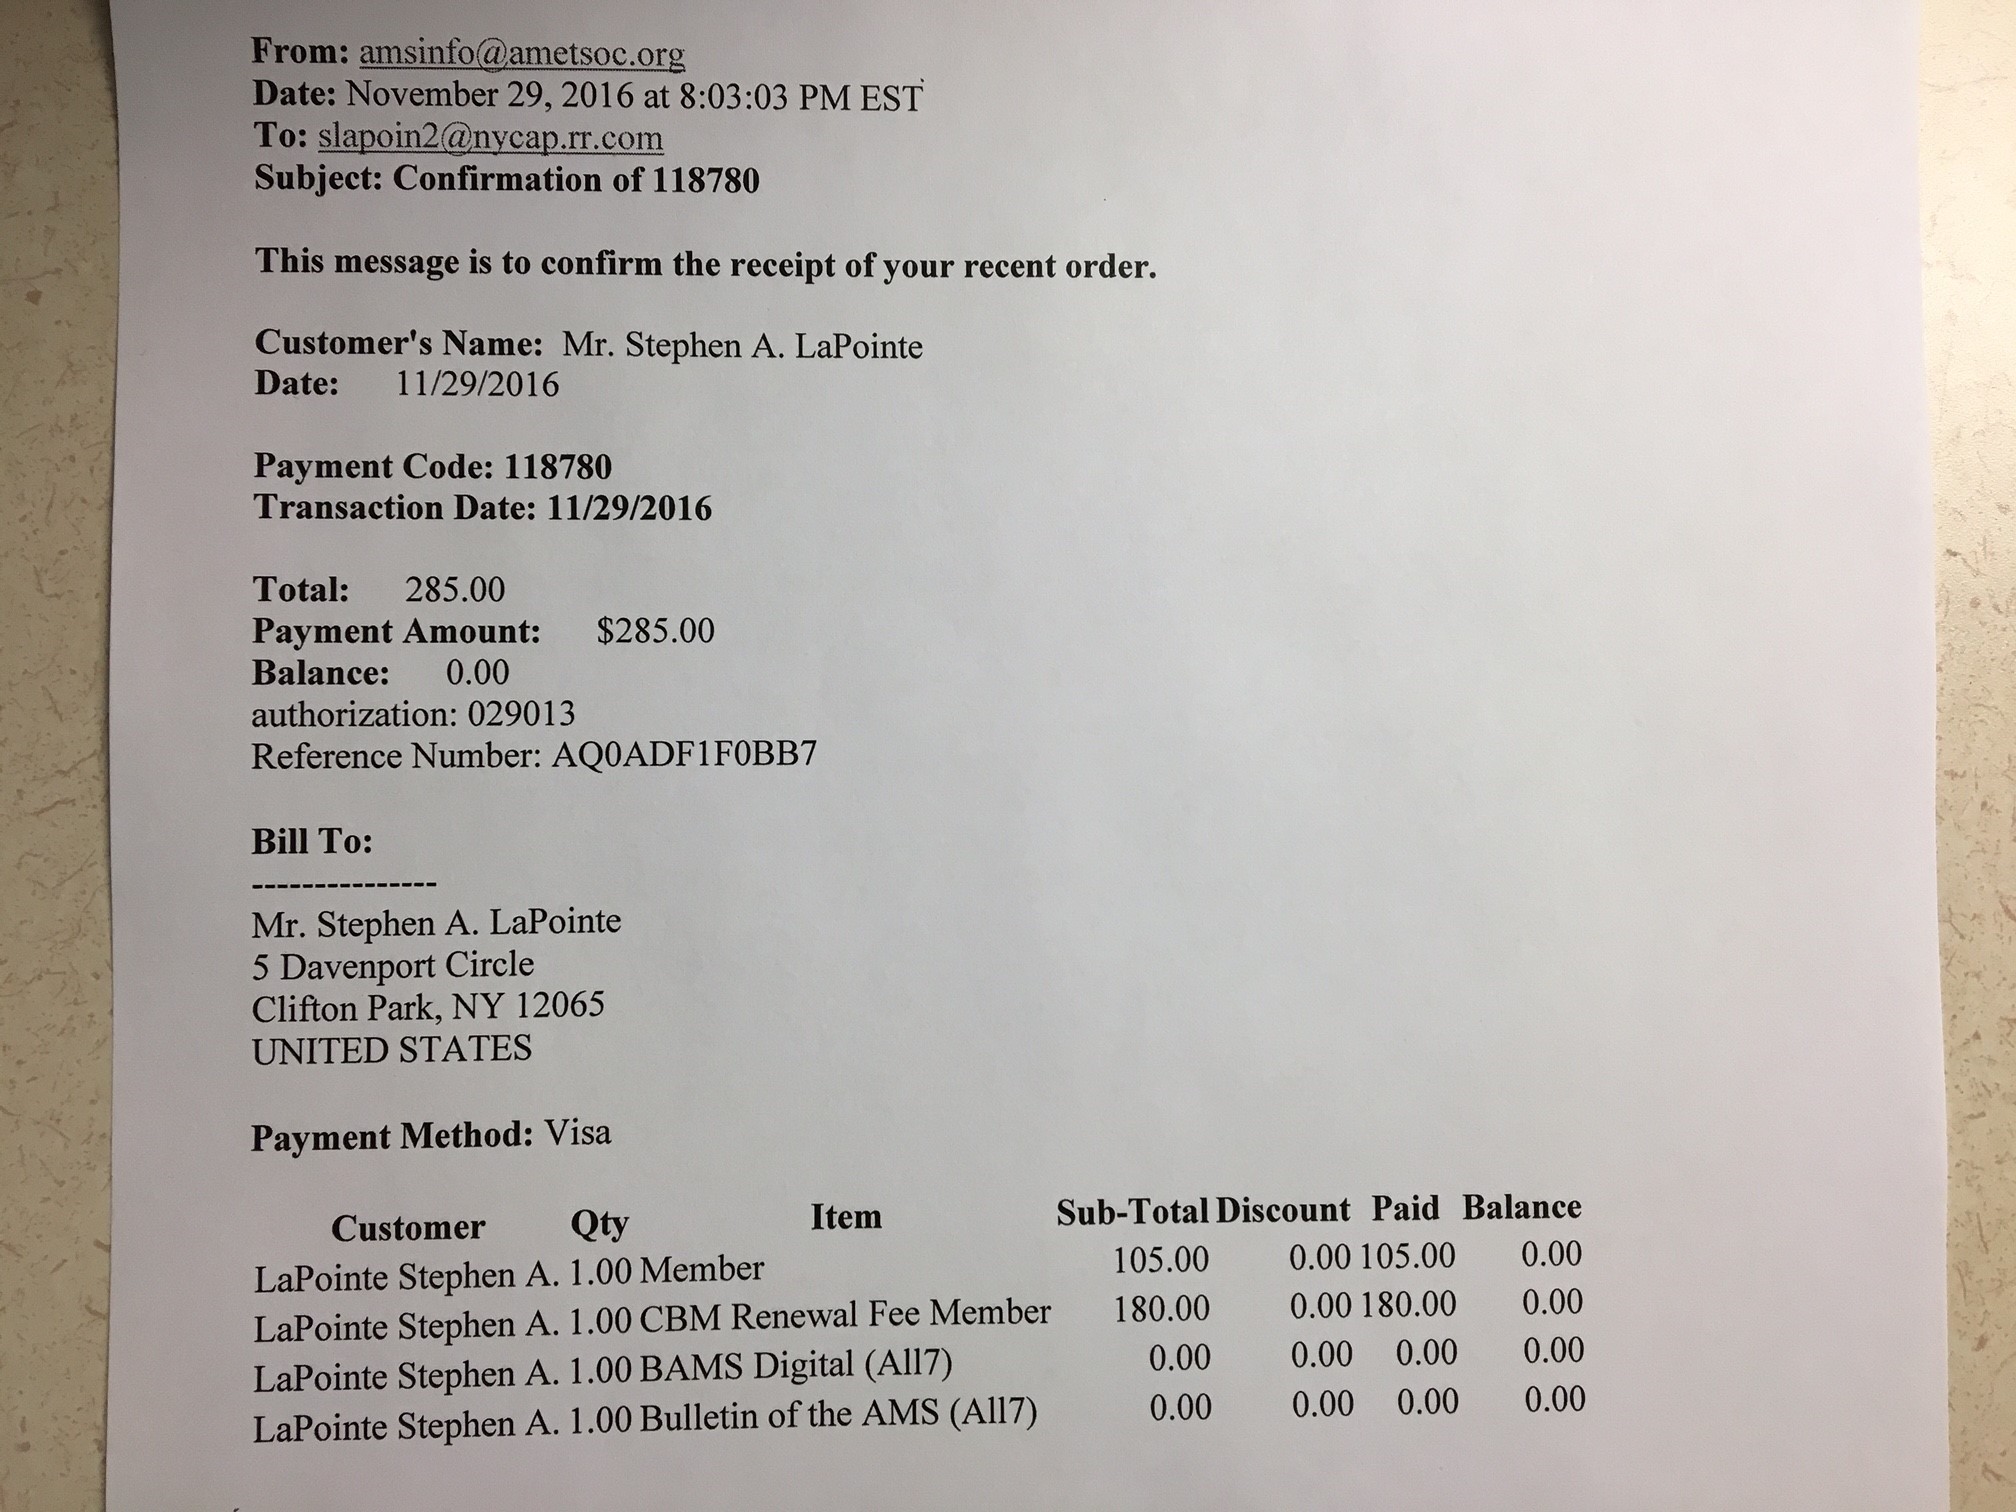 From: amsinfo@ametsoc.org
Date: November 29, 2016 at 8:03:03 PM EST
To: slapoin2@nycap.rr.com
Subject: Confirmation of 118780
This message is to confirm the receipt of your recent order.
Customer's Name: Mr. Stephen A. LaPointe
Date: 11/29/2016
Payment Code: 118780
Transaction Date: 11/29/2016
Total: 285.00
Payment Amount: $285.00
Balance: 0.00
authorization: 029013
Reference Number: AQ0ADF1F0BB7
Bill To:
---------------
Mr. Stephen A. LaPointe
5 Davenport Circle
Clifton Park, NY 12065
UNITED STATES
Payment Method: Visa
Customer Qty Item Sub-Total Discount Paid Balance
LaPointe Stephen A. 1.00 Member 105.00 0.00 105.00 0.00
LaPointe Stephen A. 1.00 CBM Renewal Fee Member 180.00 0.00 180.00 0.00
LaPointe Stephen A. 1.00 BAMS Digital (All7) 0.00 0.00 0.00 0.00
LaPointe Stephen A. 1.00 Bulletin of the AMS (All7) 0.00 0.00 0.00 0.00